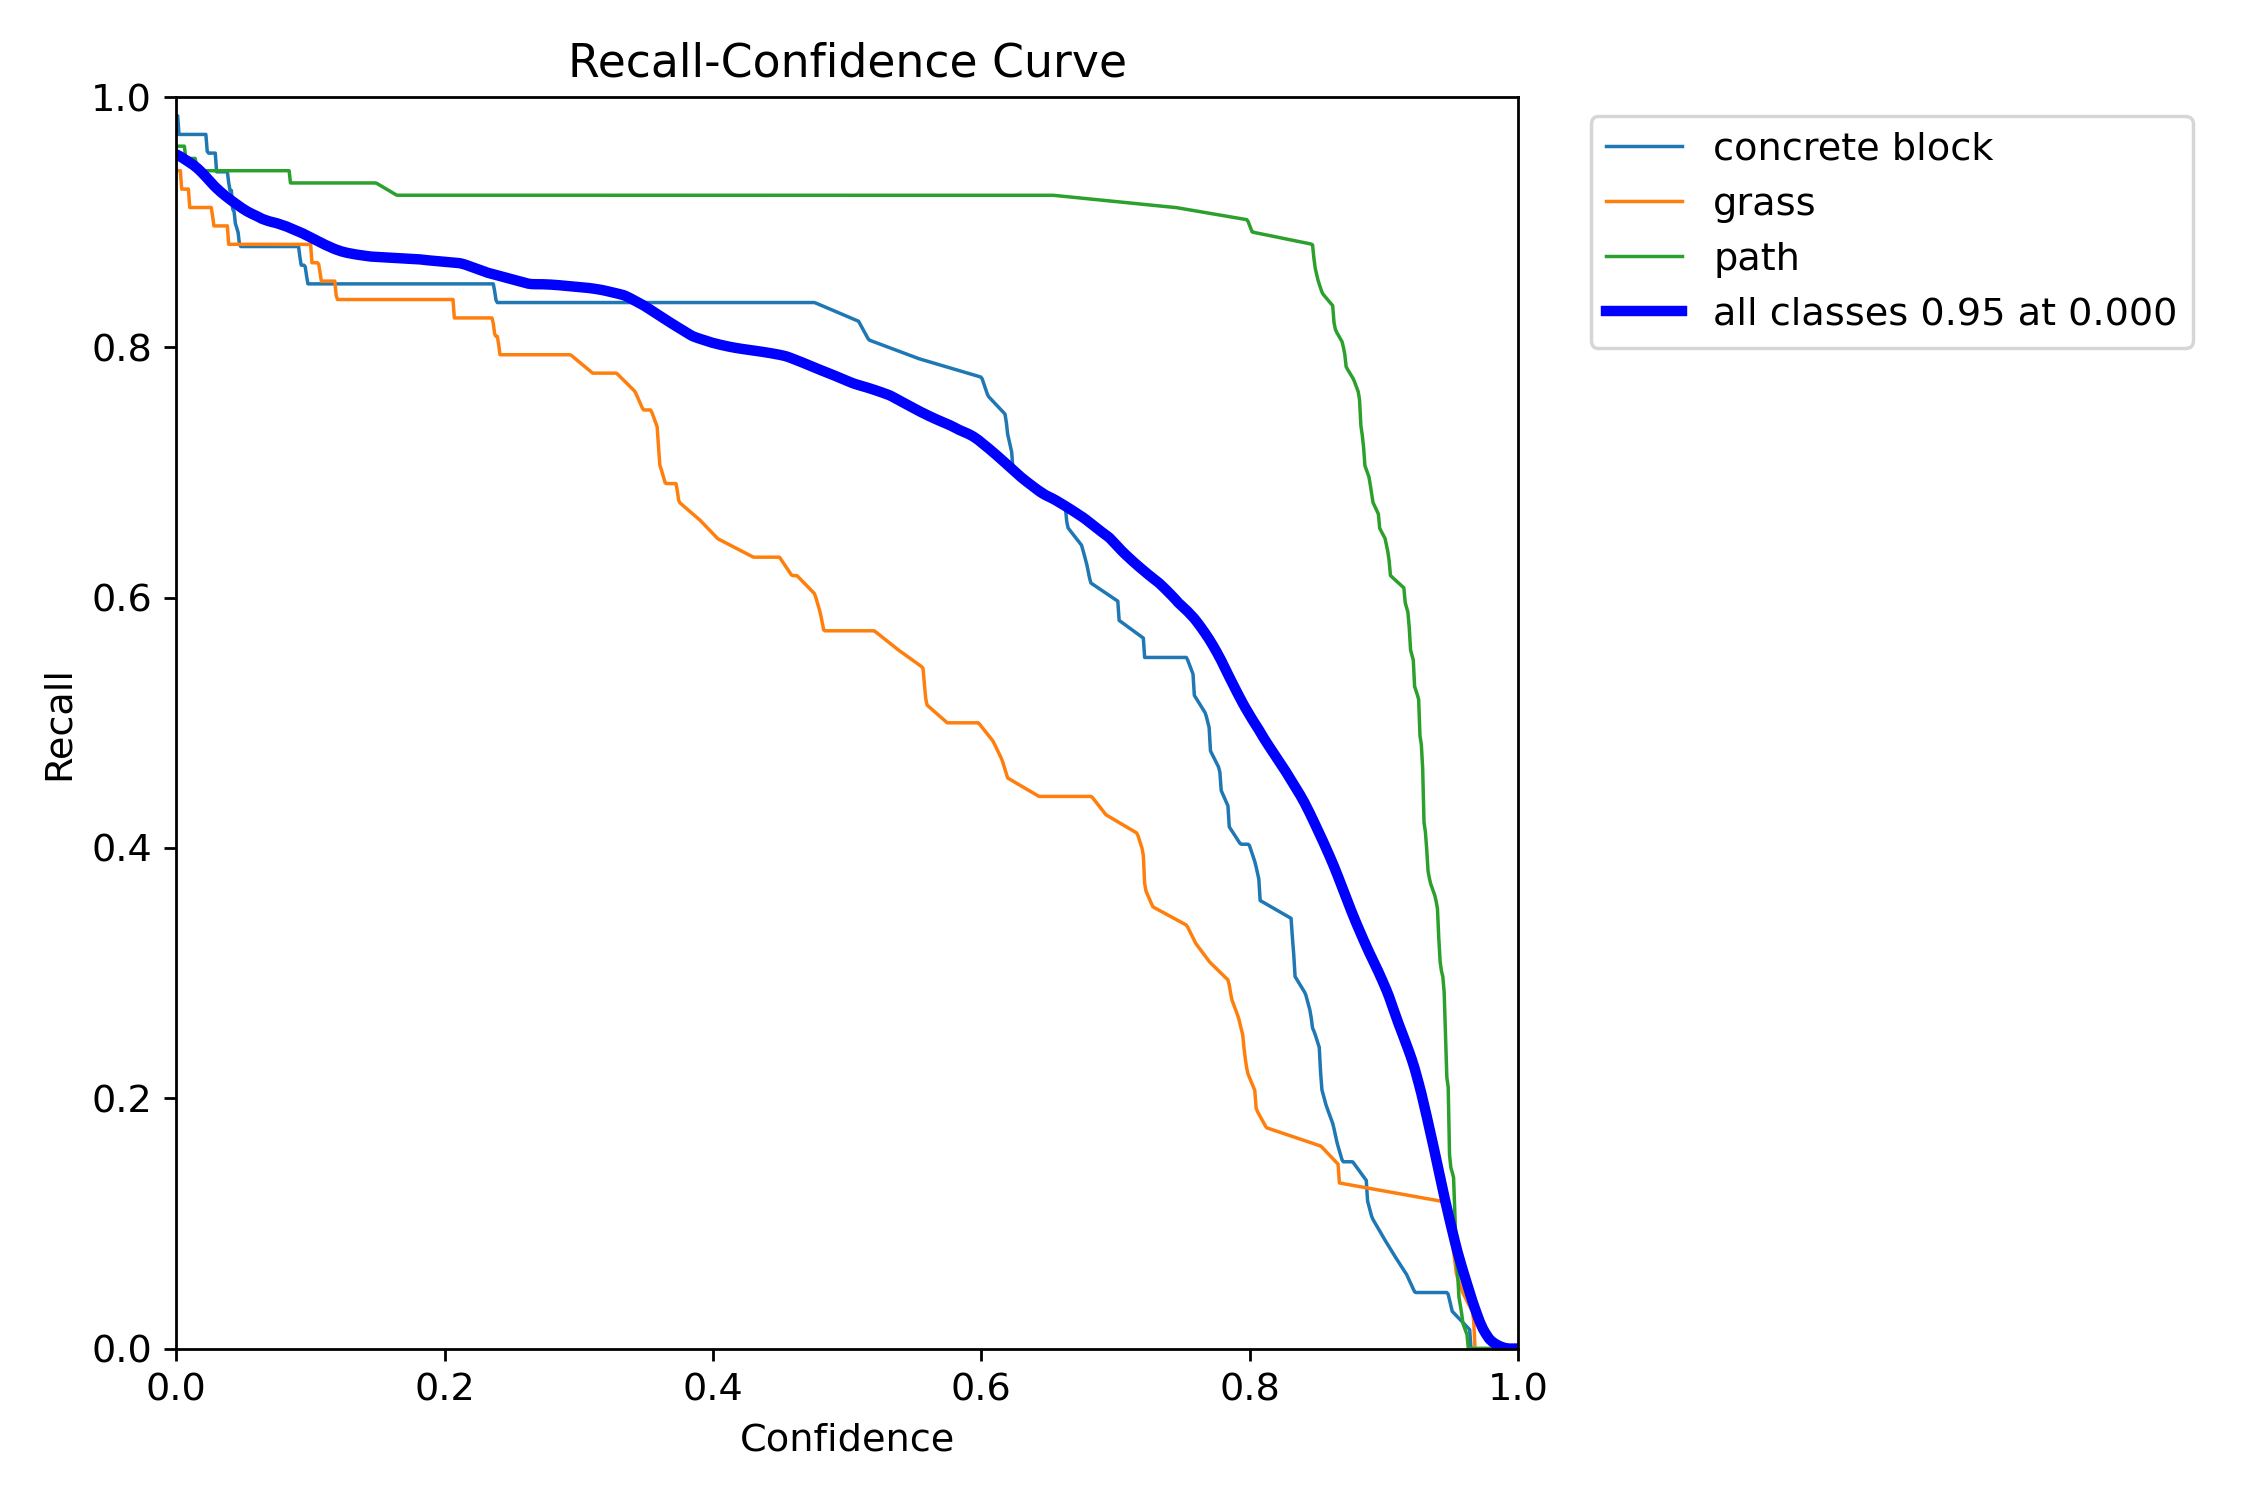 Recall-Confidence Curve
1.0
0.8
0.6
0.4
0.2
0.0
Recall
0.0 0.2 0.4 0.6 0.8 1.0
Confidence
concrete block
grass
path
all classes 0.95 at 0.000